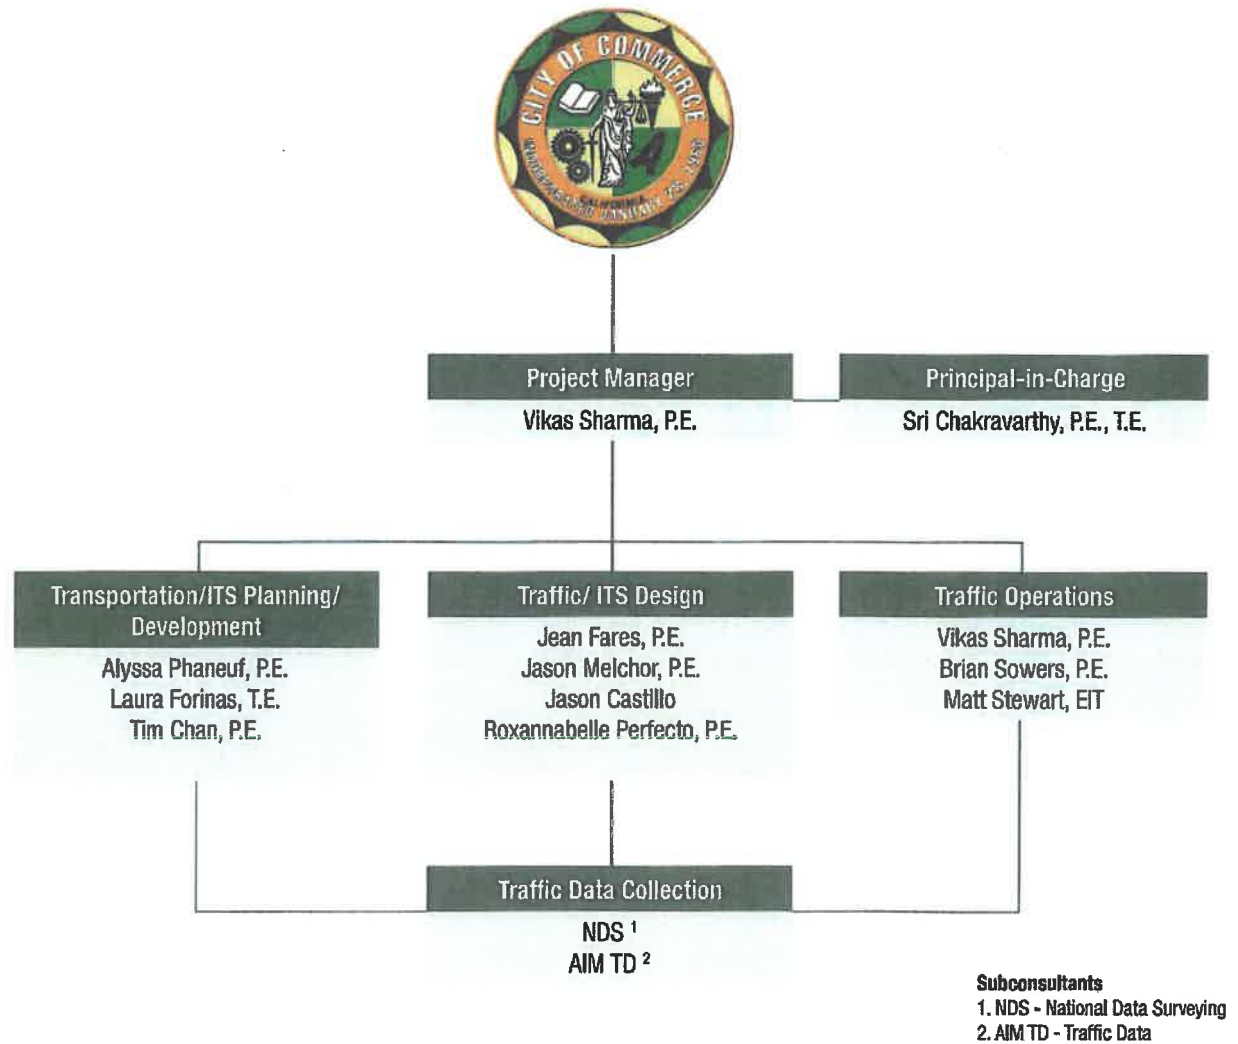 CITY OF COMMERCE
CALIFORNIA
JANUARY 28, 1960
Project Manager
Vikas Sharma, P.E.
Principal-in-Charge
Sri Chakravarthy, P.E., T.E.
Transportation/ITS Planning/
Development
Alyssa Phaneuf, P.E.
Laura Forinas, T.E.
Tim Chan, P.E.
Traffic/ ITS Design
Jean Fares, P.E.
Jason Melchor, P.E.
Jason Castillo
Roxannabelle Perfecto, P.E.
Traffic Operations
Vikas Sharma, P.E.
Brian Sowers, P.E.
Matt Stewart, EIT
Traffic Data Collection
NDS ¹
AIM TD ²
Subconsultants
1. NDS - National Data Surveying
2. AIM TD - Traffic Data